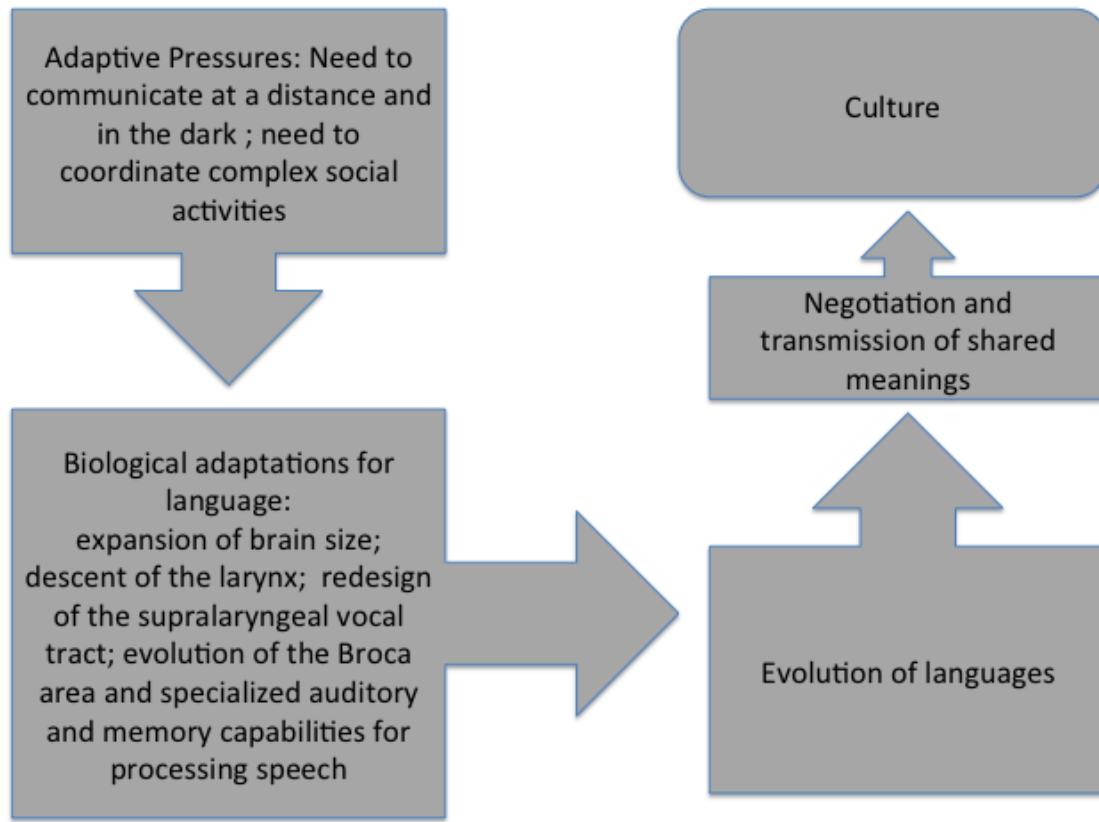 Adaptive Pressures: Need to
communicate at a distance and
in the dark ; need to
coordinate complex social
activities
Biological adaptations for
language:
expansion of brain size;
descent of the larynx;  redesign
of the supralaryngeal vocal
tract; evolution of the Broca
area and specialized auditory
and memory capabilities for
processing speech
Evolution of languages
Negotiation and
transmission of shared
meanings
Culture